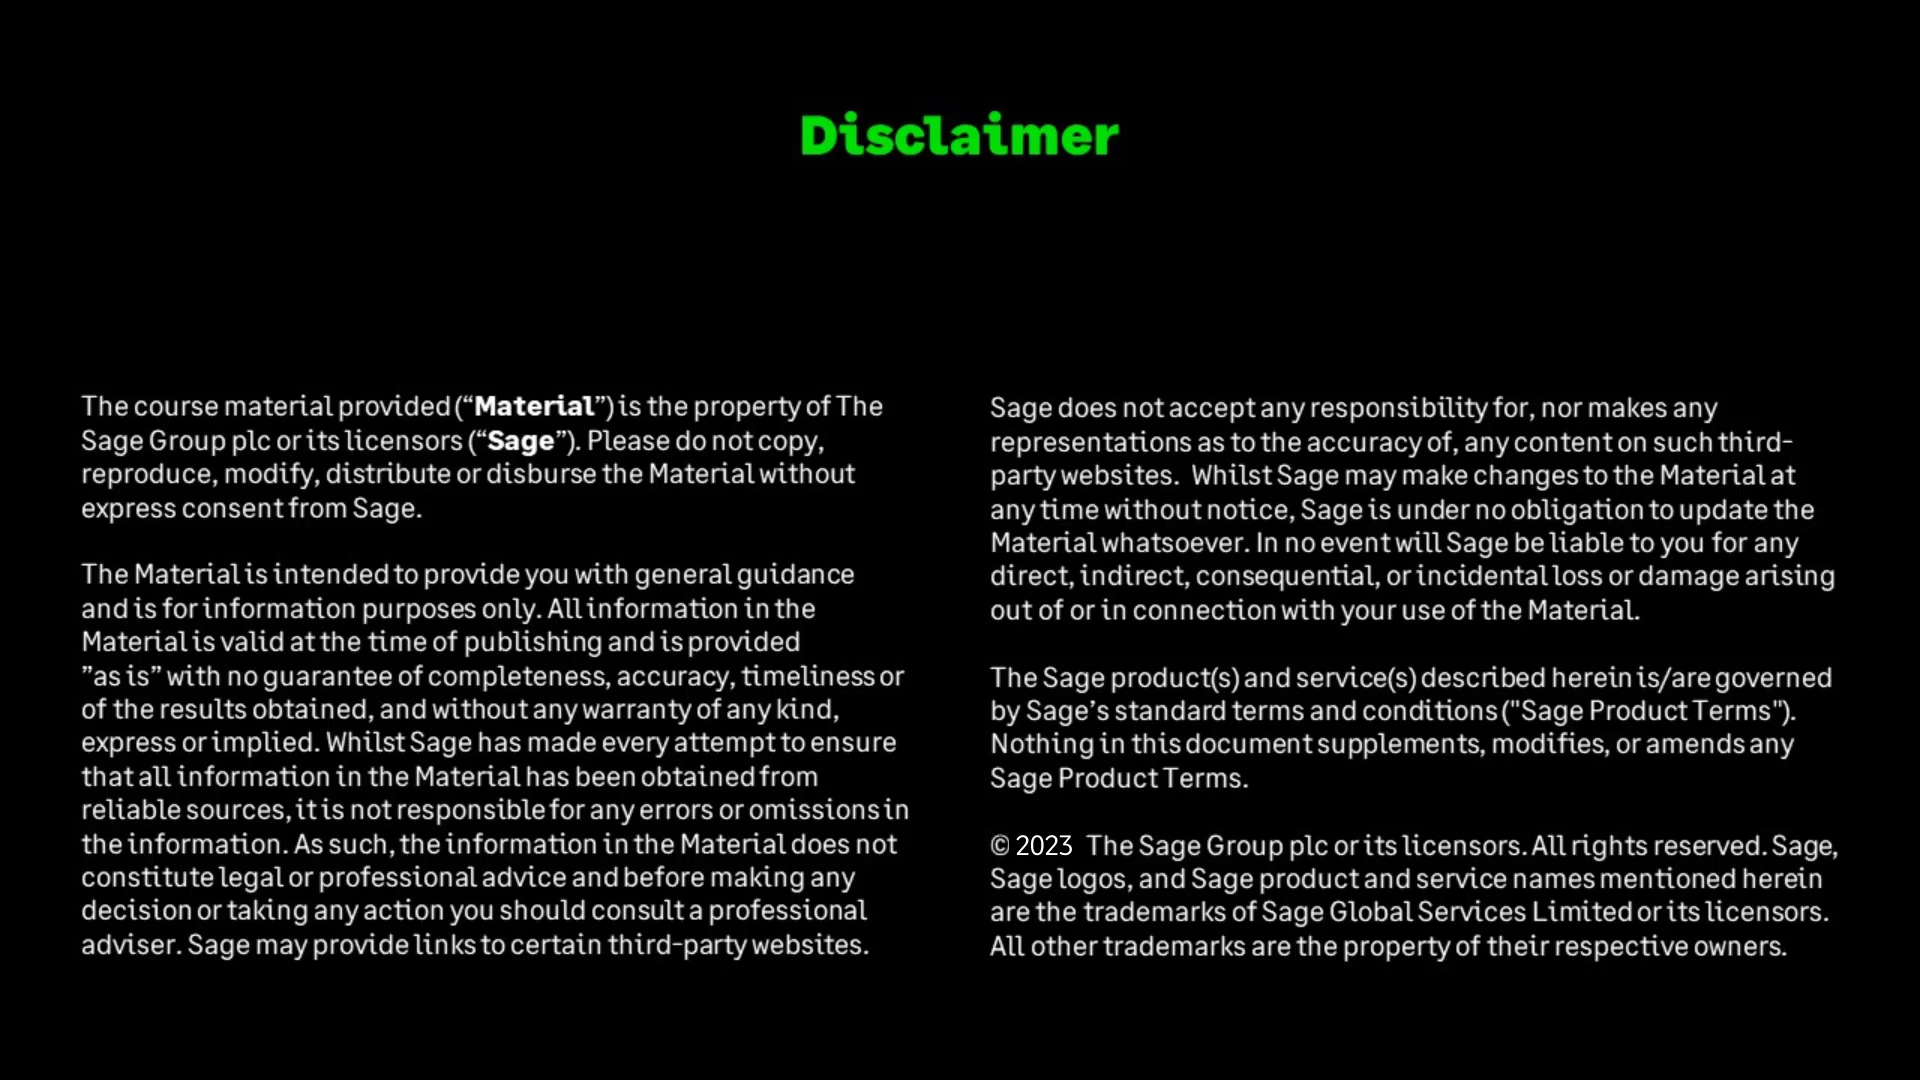 Disclaimer
The course material provided (“Material”) is the property of The
Sage Group plc or its licensors (“Sage”). Please do not copy,
reproduce, modify, distribute or disburse the Material without
express consent from Sage.
The Material is intended to provide you with general guidance
and is for information purposes only. All information in the
Material is valid at the time of publishing and is provided
”as is” with no guarantee of completeness, accuracy, timeliness or
of the results obtained, and without any warranty of any kind,
express or implied. Whilst Sage has made every attempt to ensure
that all information in the Material has been obtained from
reliable sources, it is not responsible for any errors or omissions in
the information. As such, the information in the Material does not
constitute legal or professional advice and before making any
decision or taking any action you should consult a professional
adviser. Sage may provide links to certain third-party websites.
Sage does not accept any responsibility for, nor makes any
representations as to the accuracy of, any content on such third-
party websites.  Whilst Sage may make changes to the Material at
any time without notice, Sage is under no obligation to update the
Material whatsoever. In no event will Sage be liable to you for any
direct, indirect, consequential, or incidental loss or damage arising
out of or in connection with your use of the Material.
The Sage product(s) and service(s) described herein is/are governed
by Sage’s standard terms and conditions ("Sage Product Terms").
Nothing in this document supplements, modifies, or amends any
Sage Product Terms.
© 2023  The Sage Group plc or its licensors. All rights reserved. Sage,
Sage logos, and Sage product and service names mentioned herein
are the trademarks of Sage Global Services Limited or its licensors.
All other trademarks are the property of their respective owners.